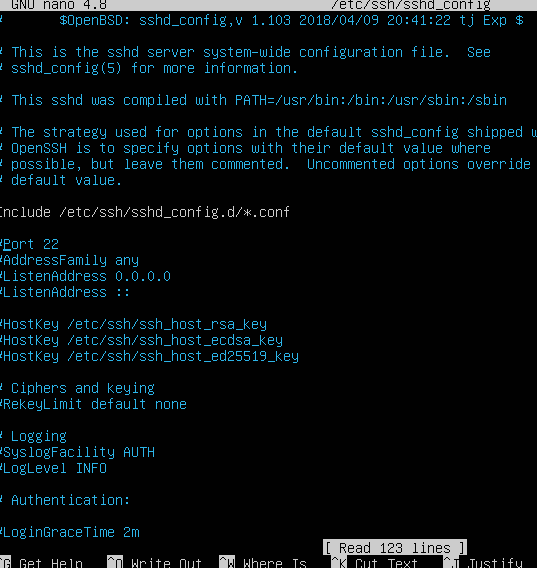 GNU nano 4.8 /etc/ssh/sshd_config
# $OpenBSD: sshd_config,v 1.103 2018/04/09 20:41:22 tj Exp $
# This is the sshd server system-wide configuration file. See
# sshd_config(5) for more information.
# This sshd was compiled with PATH=/usr/bin:/bin:/usr/sbin:/sbin
# The strategy used for options in the default sshd_config shipped w
# OpenSSH is to specify options with their default value where
# possible, but leave them commented. Uncommented options override
# default value.
Include /etc/ssh/sshd_config.d/*.conf
#Port 22
#AddressFamily any
#ListenAddress 0.0.0.0
#ListenAddress ::
#HostKey /etc/ssh/ssh_host_rsa_key
#HostKey /etc/ssh/ssh_host_ecdsa_key
#HostKey /etc/ssh/ssh_host_ed25519_key
# Ciphers and keying
#RekeyLimit default none
# Logging
#SyslogFacility AUTH
#LogLevel INFO
# Authentication:
#LoginGraceTime 2m
[ Read 123 lines ]
^G Get Help ^O Write Out ^W Where Is ^K Cut Text ^J Justify